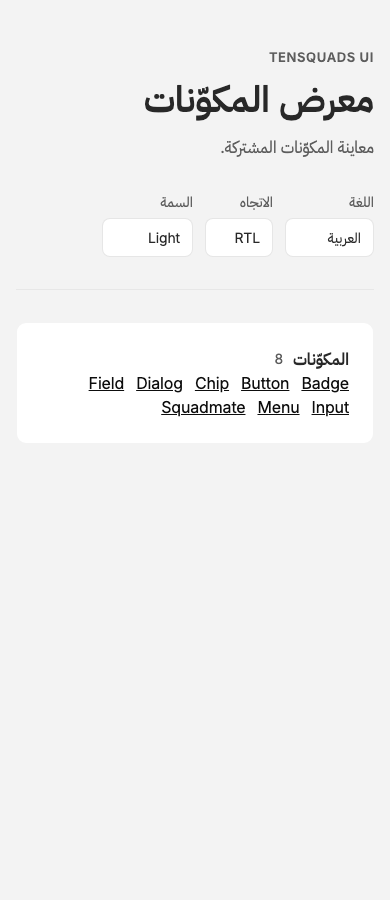 TENSQUADS UI
معرض المكوّنات
معاينة المكوّنات المشتركة.
اللغة الاتجاه السمة
العربية RTL Light
المكوّنات 8
Badge Button Chip Dialog Field
Input Menu Squadmate